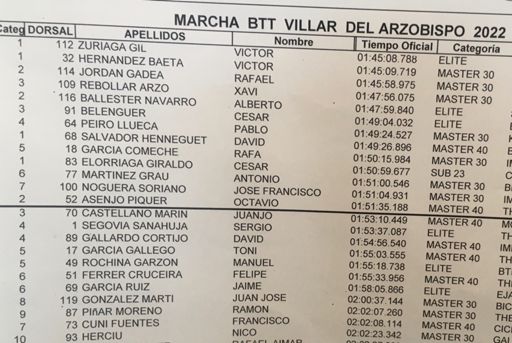 MARCHA BTT VILLAR DEL ARZOBISPO 2022
Categ DORSAL APELLIDOS Nombre Tiempo Oficial Categoría
1 112 ZURIAGA GIL VICTOR 01:45:08.788 ELITE
1 32 HERNANDEZ BAETA VICTOR 01:45:09.719 MASTER 30
2 114 JORDAN GADEA RAFAEL 01:45:58.975 MASTER 30
3 109 REBOLLAR ARZO XAVI 01:47:56.075 MASTER 30
2 116 BALLESTER NAVARRO ALBERTO 01:47:59.840 ELITE
3 91 BELENGUER CESAR 01:49:04.032 ELITE
4 64 PEIRO LLUECA PABLO 01:49:24.527 MASTER 30
1 68 SALVADOR HENNEGUET DAVID 01:49:26.896 MASTER 40
5 18 GARCIA COMECHE RAFA 01:50:15.984 MASTER 30
1 83 ELORRIAGA GIRALDO CESAR 01:50:59.677 SUB 23
6 77 MARTINEZ GRAU ANTONIO 01:51:00.546 MASTER 30
7 100 NOGUERA SORIANO JOSE FRANCISCO 01:51:04.931 MASTER 30
2 52 ASENJO PIQUER OCTAVIO 01:51:35.188 MASTER 40
3 70 CASTELLANO MARIN JUANJO 01:53:10.449 MASTER 40
4 1 SEGOVIA SANAHUJA SERGIO 01:53:37.087 ELITE
4 89 GALLARDO CORTJO DAVID 01:54:56.540 MASTER 40
5 17 GARCIA GALLEGO TONI 01:55:03.555 MASTER 40
5 49 ROCHINA GARZON MANUEL 01:55:18.738 ELITE
6 51 FERRER CRUCEIRA FELIPE 01:55:33.956 MASTER 40
6 69 GARCIA RUIZ JAIME 01:58:05.866 ELITE
8 119 GONZALEZ MARTI JUAN JOSE 02:00:37.144 MASTER 30
9 87 PIÑAR MORENO RAMON 02:02:07.260 MASTER 30
7 73 CUNI FUENTES FRANCISCO 02:02:08.114 MASTER 40
10 93 HERCIU NICO 02:02:23.342 MASTER 30